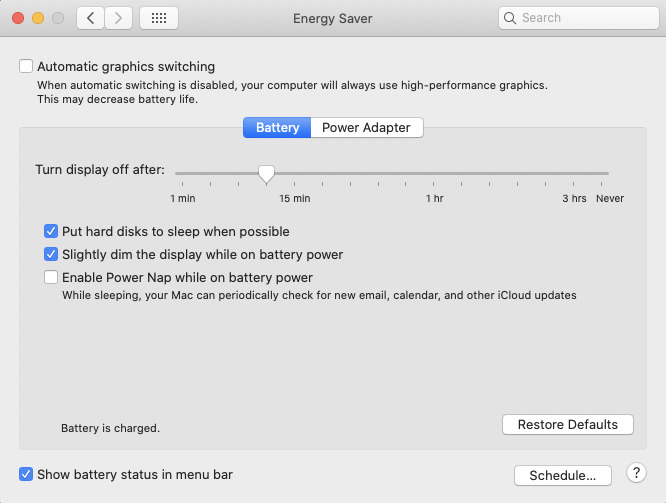 Energy Saver
Search
Automatic graphics switching
When automatic switching is disabled, your computer will always use high-performance graphics.
This may decrease battery life.
Battery Power Adapter
Turn display off after:
1 min 15 min 1 hr 3 hrs Never
Put hard disks to sleep when possible
Slightly dim the display while on battery power
Enable Power Nap while on battery power
While sleeping, your Mac can periodically check for new email, calendar, and other iCloud updates
Battery is charged.
Restore Defaults
Show battery status in menu bar
Schedule...
?